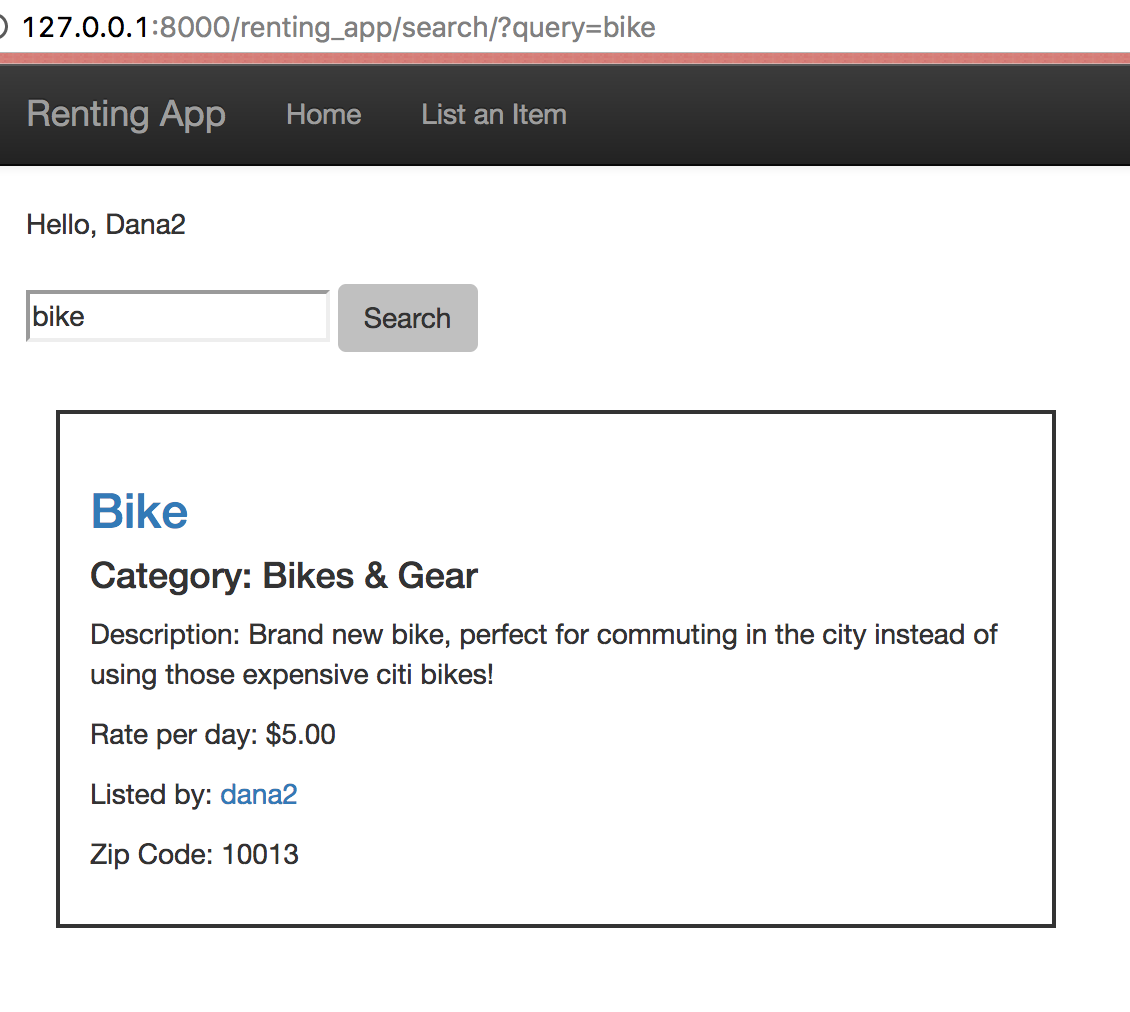 127.0.0.1:8000/renting_app/search/?query=bike
Renting App Home List an Item
Hello, Dana2
bike Search
Bike
Category: Bikes & Gear
Description: Brand new bike, perfect for commuting in the city instead of
using those expensive citi bikes!
Rate per day: $5.00
Listed by: dana2
Zip Code: 10013